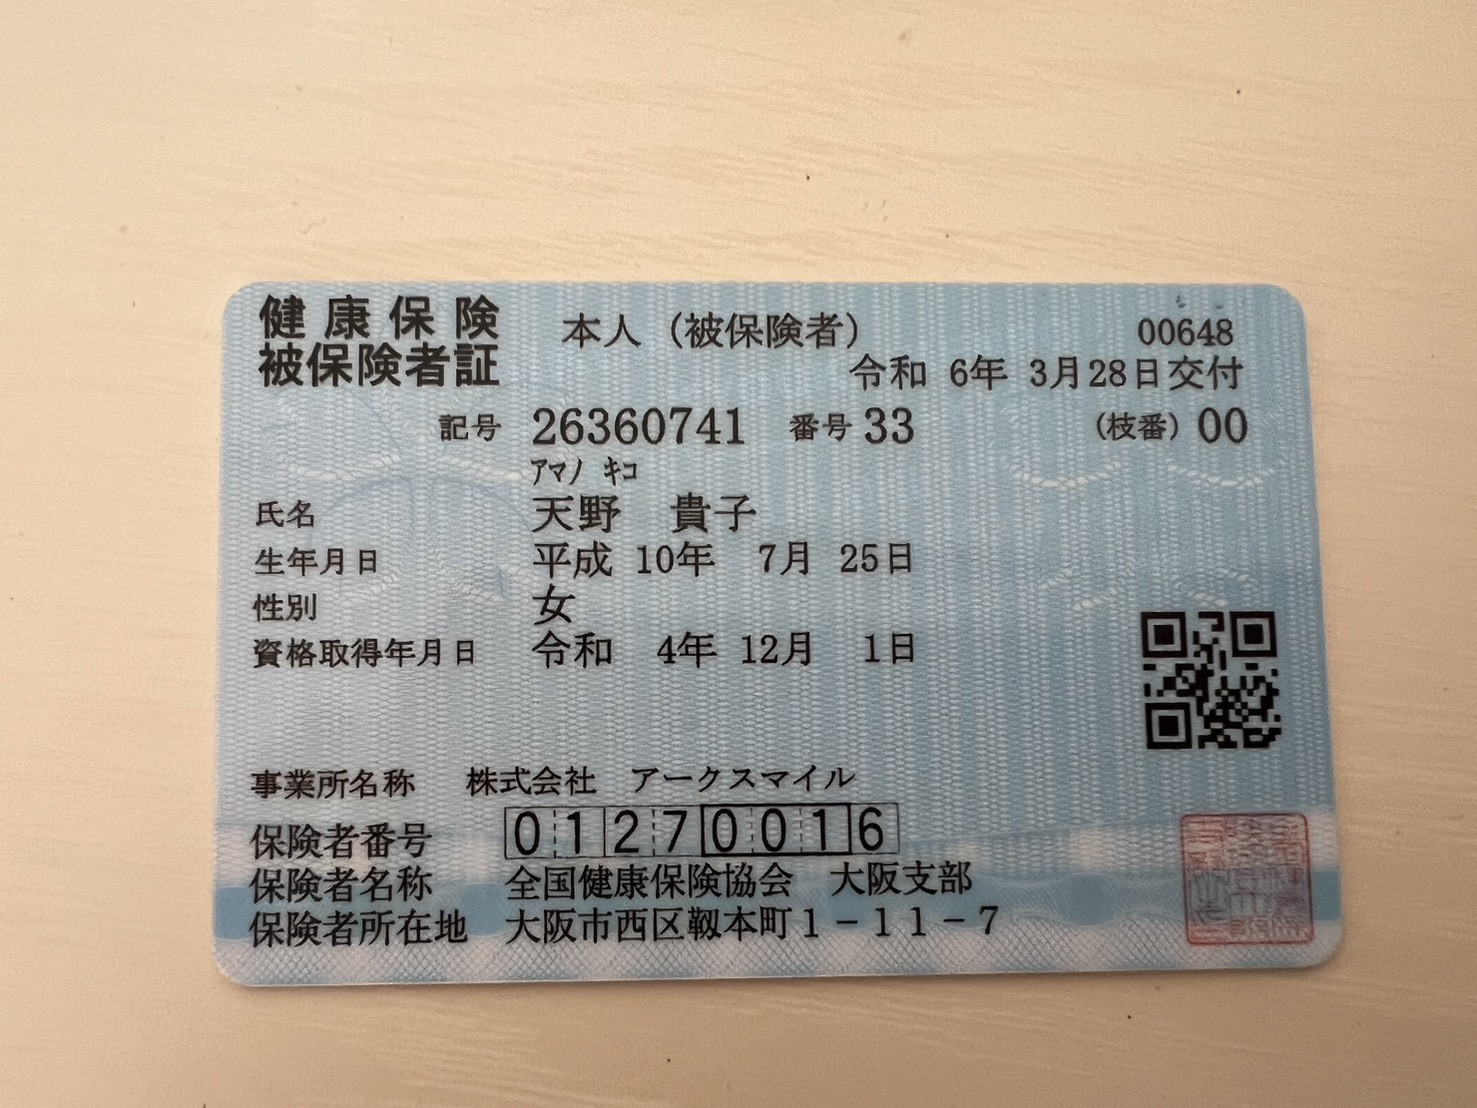 健康保険 本人（被保険者） 00648
被保険者証 令和 6年 3月28日交付
記号 26360741 番号 33 （枝番）00
ｱﾏﾉ ｷｺ
氏名 天野 貴子
生年月日 平成 10年 7月 25日
性別 女
資格取得年月日 令和 4年 12月 1日
事業所名称 株式会社 アークスマイル
保険者番号 01270016
保険者名称 全国健康保険協会 大阪支部
保険者所在地 大阪市西区靱本町１－１１－７